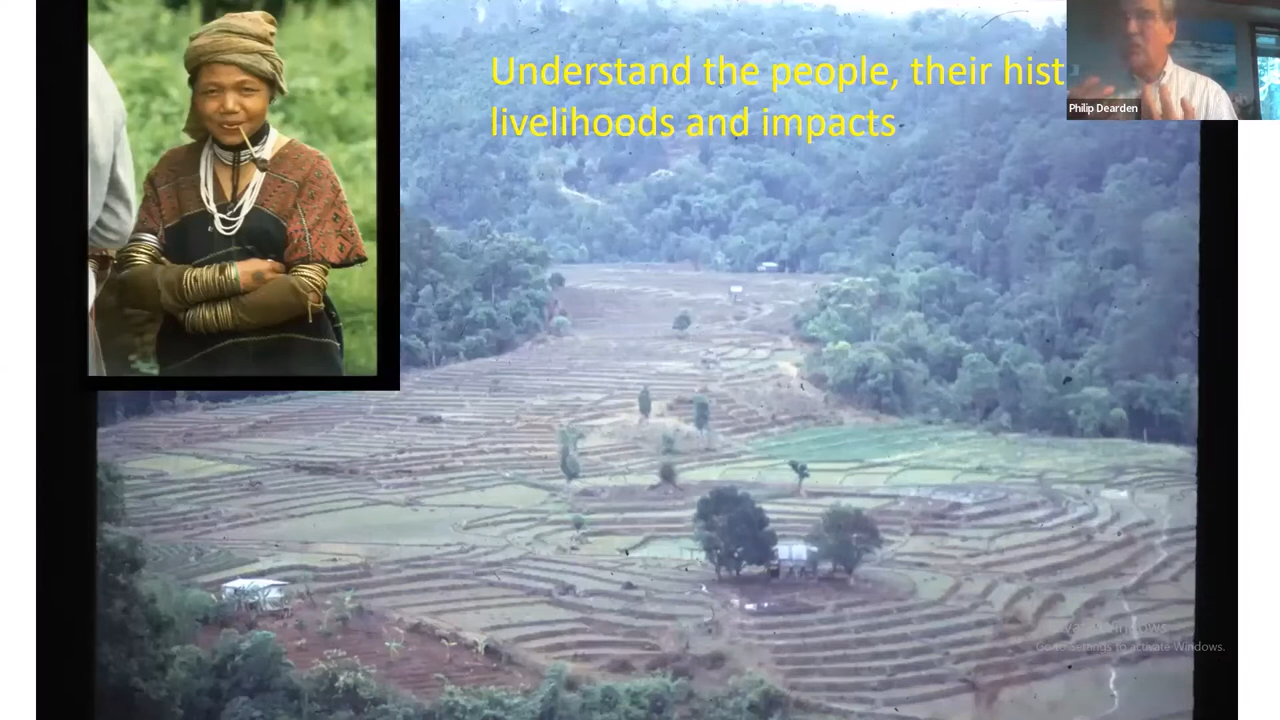 Understand the people, their hist
livelihoods and impacts
Philip Dearden
Go to Settings to activate Windows.